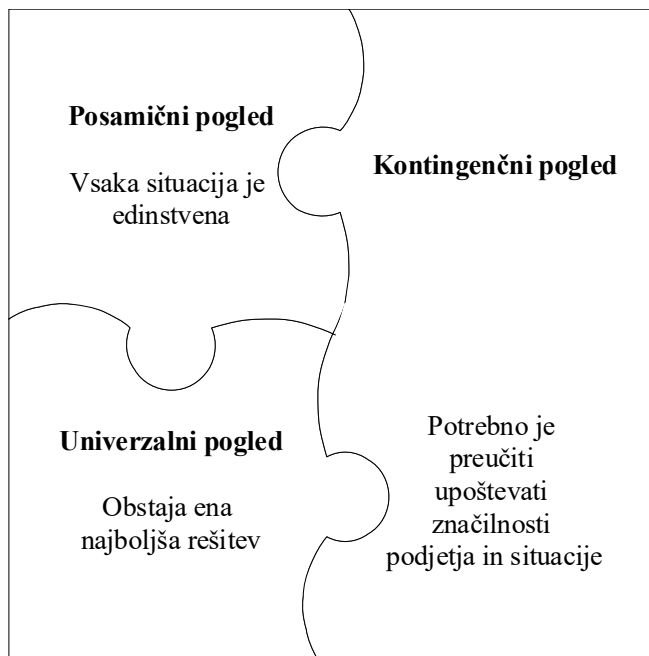 Posamični pogled
Vsaka situacija je
edinstvena
Kontingenčni pogled
Univerzalni pogled
Obstaja ena
najboljša rešitev
Potrebno je
preučiti
upoštevati
značilnosti
podjetja in situacije